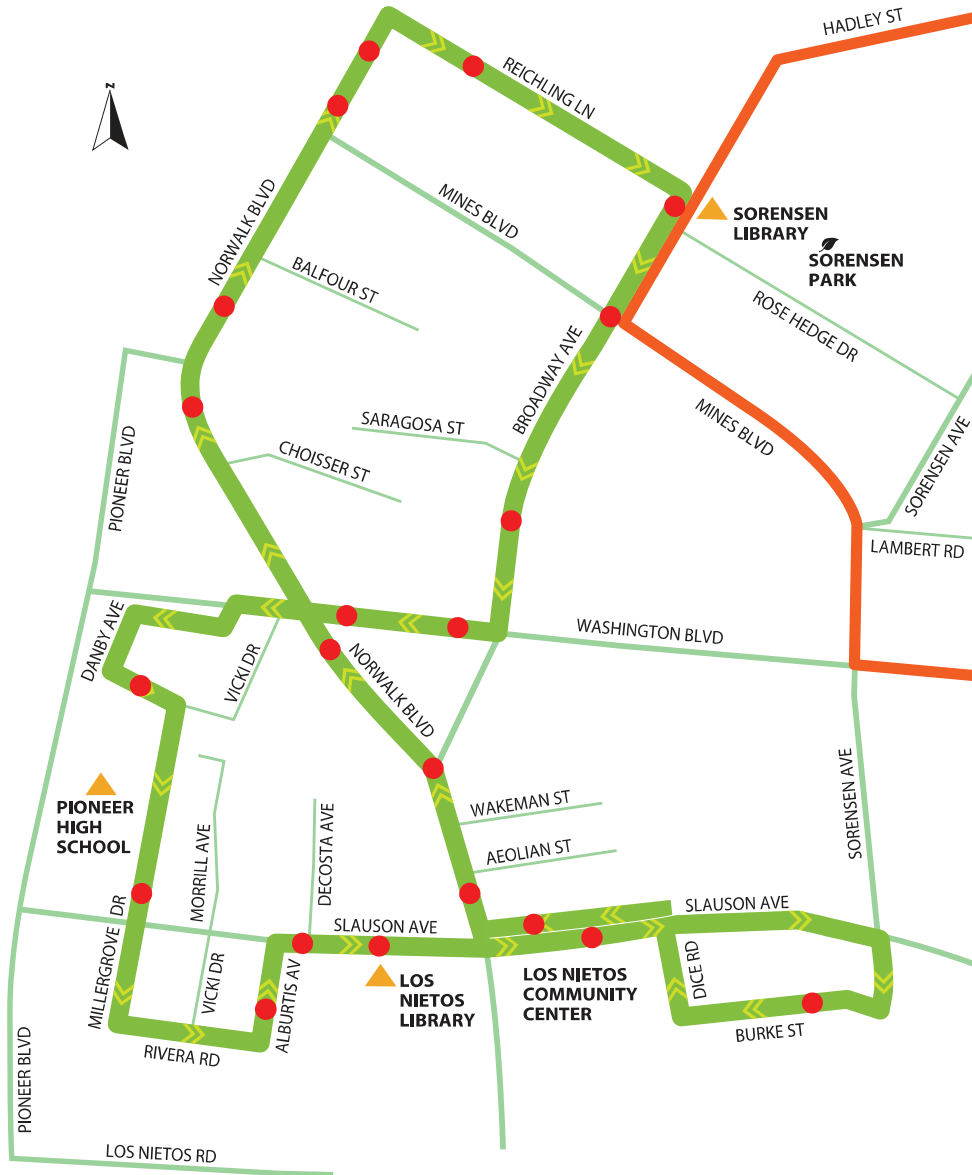 HADLEY ST
N
REICHLING LN
NORWALK BLVD
MINES BLVD
SORENSEN
LIBRARY
SORENSEN
PARK
BALFOUR ST
ROSE HEDGE DR
BROADWAY AVE
MINES BLVD
SARAGOSA ST
CHOISSER ST
PIONEER BLVD
SORENSEN AVE
LAMBERT RD
DANBY AVE
VICKI DR
WASHINGTON BLVD
NORWALK BLVD
PIONEER
HIGH
SCHOOL
MORRILL AVE
DECOSTA AVE
WAKEMAN ST
AEOLIAN ST
SORENSEN AVE
MILLERGROVE DR
VICKI DR
SLAUSON AVE
SLAUSON AVE
ALBURTIS AV
LOS
NIETOS
LIBRARY
LOS NIETOS
COMMUNITY
CENTER
DICE RD
BURKE ST
RIVERA RD
PIONEER BLVD
LOS NIETOS RD